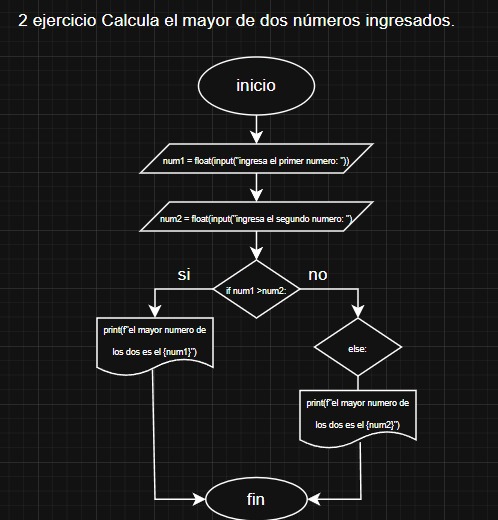 2 ejercicio Calcula el mayor de dos números ingresados.
inicio
num1 = float(input("ingresa el primer numero: "))
num2 = float(input("ingresa el segundo numero: ")
si
no
if num1 >num2:
print(f"el mayor numero de
los dos es el {num1}")
else:
print(f"el mayor numero de
los dos es el {num2}")
fin